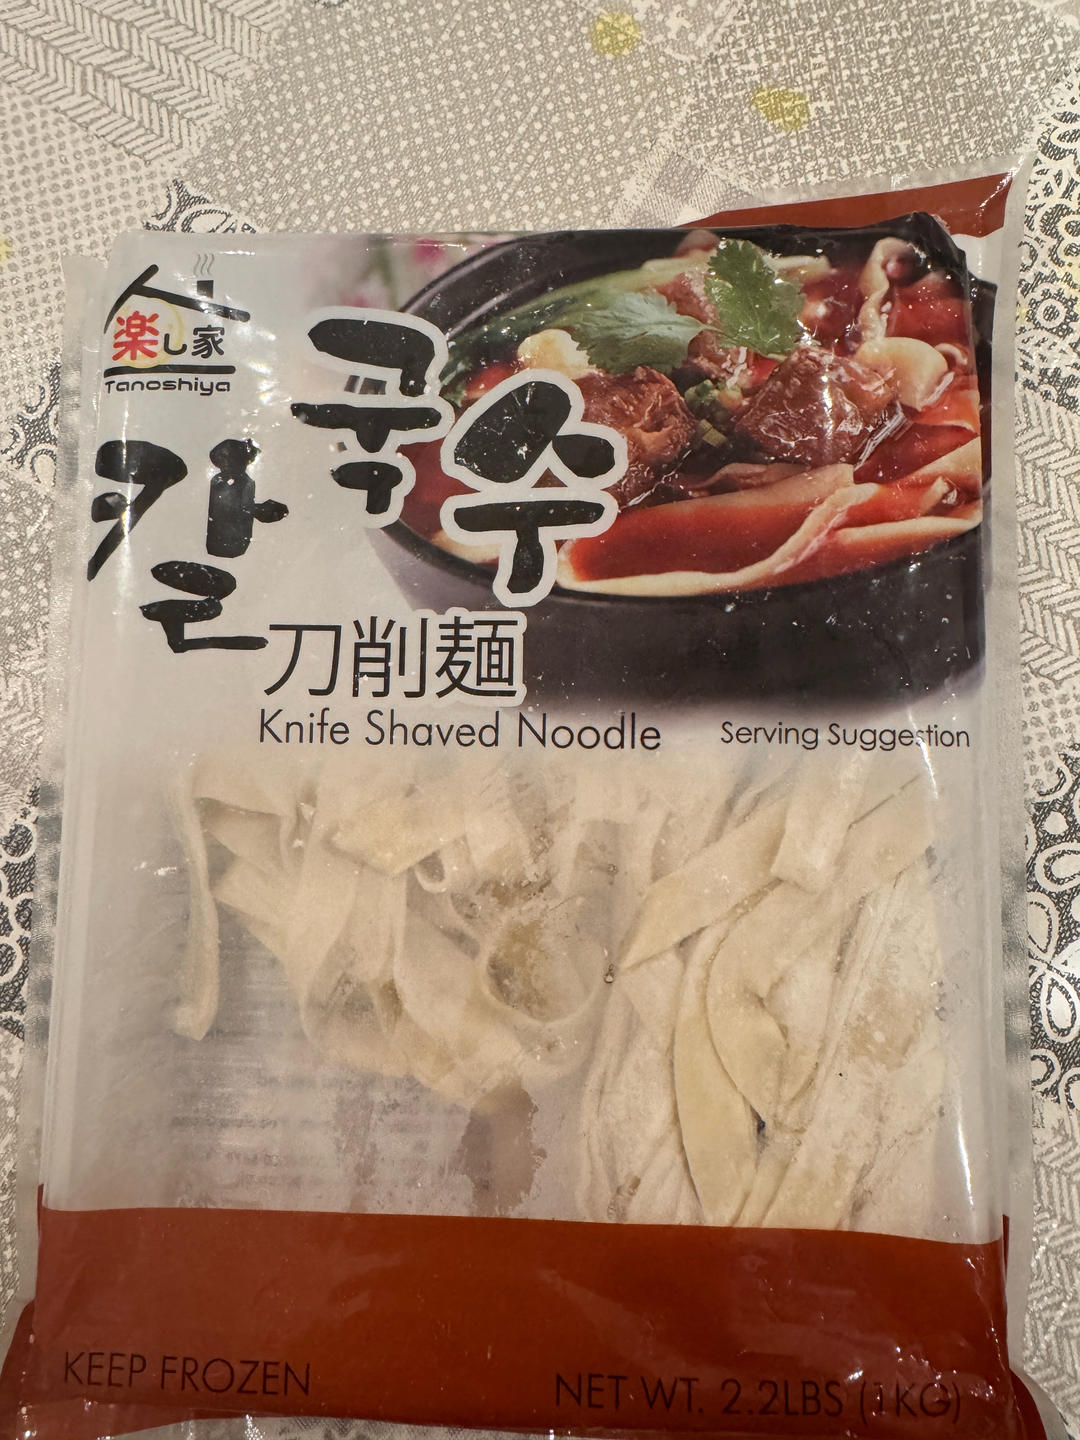 楽し家
Tanoshiya
칼국수
刀削麺
Knife Shaved Noodle
Serving Suggestion
KEEP FROZEN
NET WT. 2.2LBS (1KG)